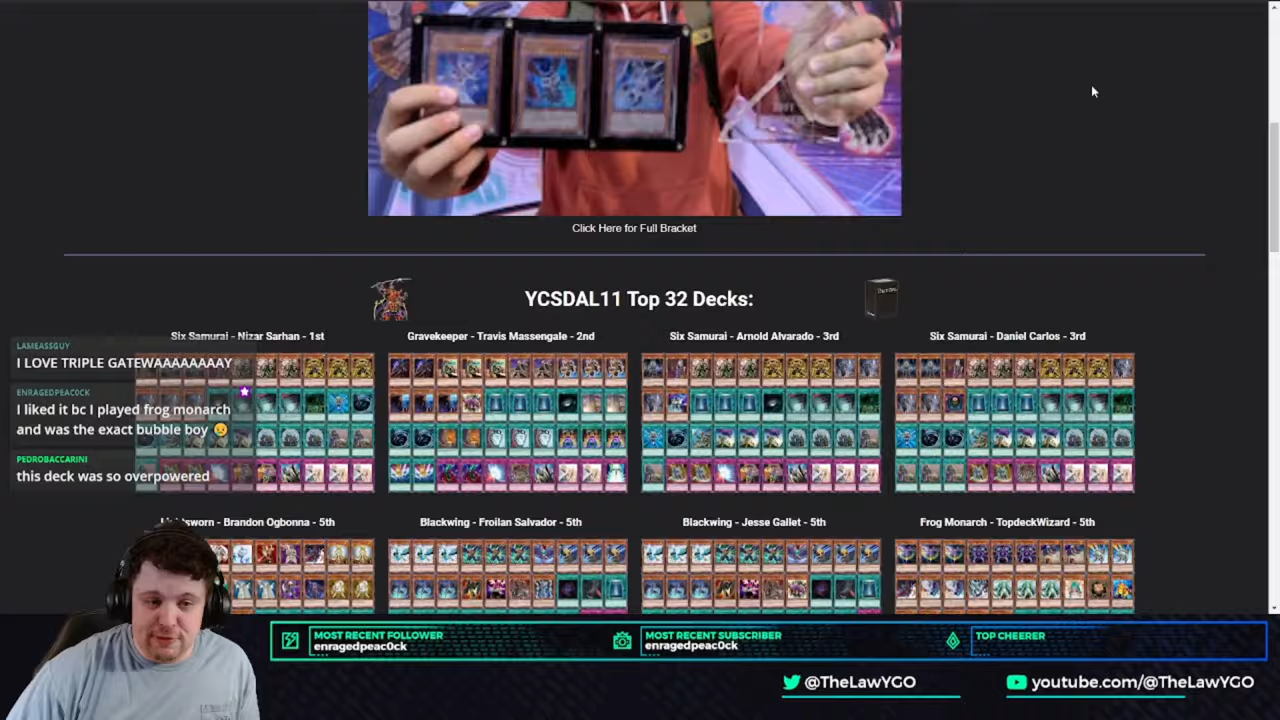 Click Here for Full Bracket
YCSDAL11 Top 32 Decks:
Six Samurai - Nizar Sarhan - 1st
Gravekeeper - Travis Massengale - 2nd
Six Samurai - Arnold Alvarado - 3rd
Six Samurai - Daniel Carlos - 3rd
LAMEASSGUY
I LOVE TRIPLE GATEWAAAAAAAAY
ENRAGEDPEACOCK
I liked it bc I played frog monarch
and was the exact bubble boy
PEDROBACCARINI
this deck was so overpowered
- Brandon Ogbonna - 5th
Blackwing - Froilan Salvador - 5th
Blackwing - Jesse Gallet - 5th
Frog Monarch - TopdeckWizard - 5th
MOST RECENT FOLLOWER
enragedpeac0ck
MOST RECENT SUBSCRIBER
enragedpeac0ck
TOP CHEERER
@TheLawYGO
youtube.com/@TheLawYGO